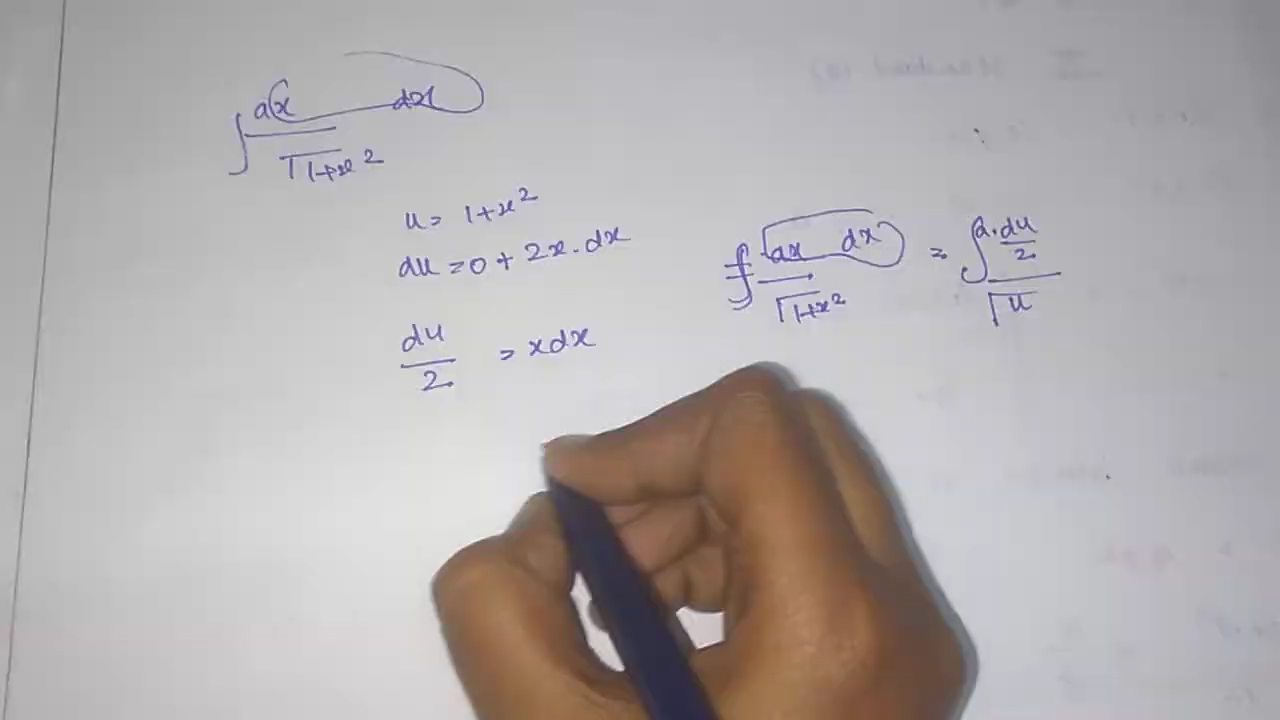 ∫ ax dx / √1+x²
u = 1+x²
du = 0 + 2x·dx
du/2 = xdx
∫ ax dx / √1+x² = ∫ a·du/2 / √u